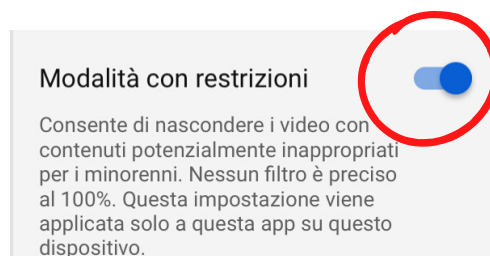 Modalità con restrizioni
Consente di nascondere i video con
contenuti potenzialmente inappropriati
per i minorenni. Nessun filtro è preciso
al 100%. Questa impostazione viene
applicata solo a questa app su questo
dispositivo.